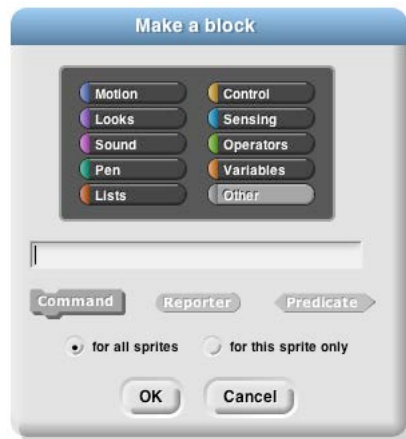 Make a block
Motion Control
Looks Sensing
Sound Operators
Pen Variables
Lists Other
Command Reporter Predicate
for all sprites for this sprite only
OK Cancel